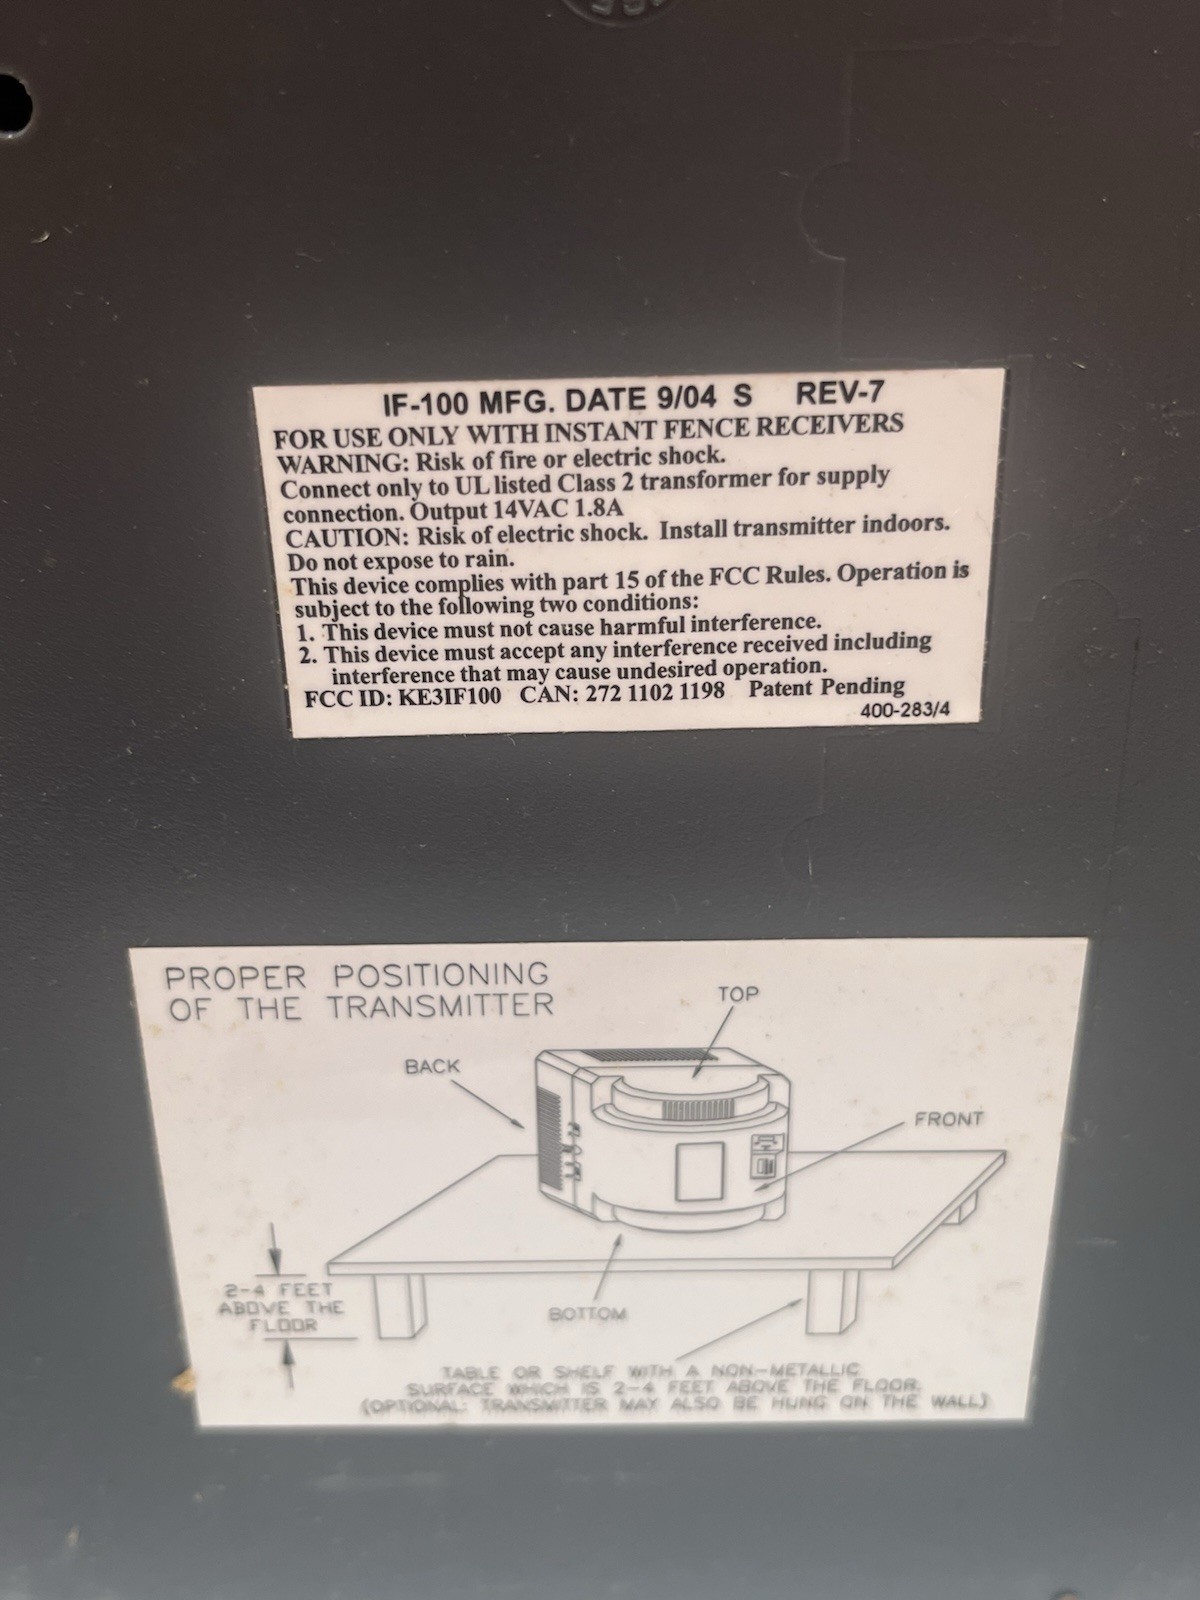 IF-100 MFG. DATE 9/04 S REV-7
FOR USE ONLY WITH INSTANT FENCE RECEIVERS
WARNING: Risk of fire or electric shock.
Connect only to UL listed Class 2 transformer for supply
connection. Output 14VAC 1.8A
CAUTION: Risk of electric shock. Install transmitter indoors.
Do not expose to rain.
This device complies with part 15 of the FCC Rules. Operation is
subject to the following two conditions:
1. This device must not cause harmful interference.
2. This device must accept any interference received including
interference that may cause undesired operation.
FCC ID: KE3IF100 CAN: 272 1102 1198 Patent Pending
400-283/4
PROPER POSITIONING
OF THE TRANSMITTER
TOP
BACK
FRONT
2-4 FEET
ABOVE THE
FLOOR
BOTTOM
TABLE OR SHELF WITH A NON-METALLIC
SURFACE WHICH IS 2-4 FEET ABOVE THE FLOOR.
(OPTIONAL: TRANSMITTER MAY ALSO BE HUNG ON THE WALL)